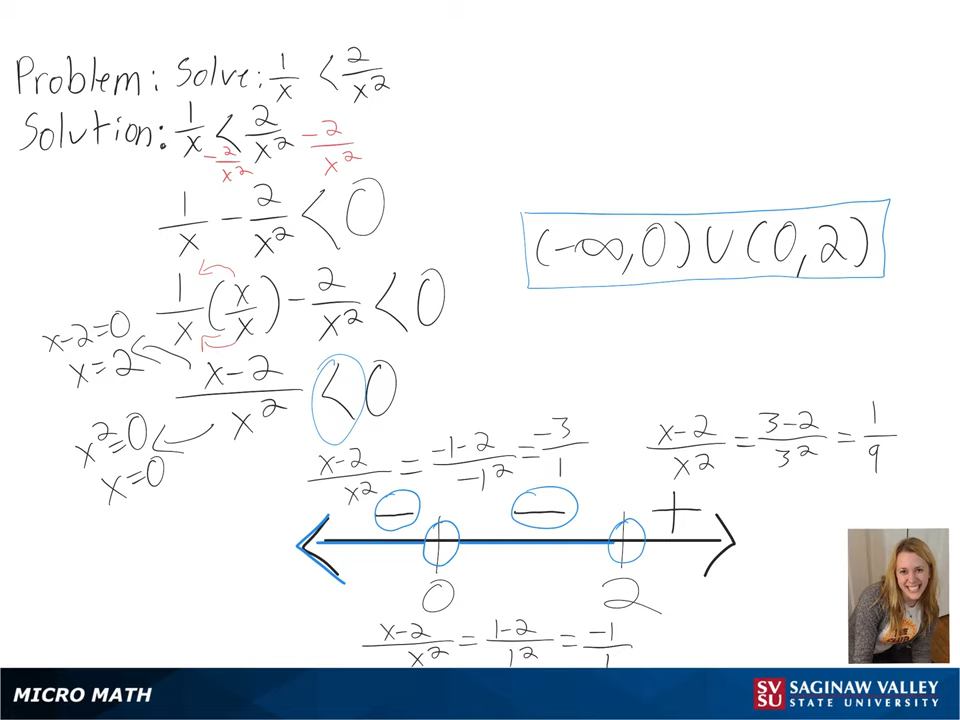 Problem: Solve: 1/x < 2/x²
Solution: 1/x < 2/x²
-2/x² -2/x²
1/x - 2/x² < 0
1/x (x/x) - 2/x² < 0
x-2=0
x=2
x-2/x² < 0
x²=0
x=0
(-∞,0) ∪ (0,2)
x-2/x² = -1-2/-1² = -3/1
x-2/x² = 3-2/3² = 1/9
- - +
0 2
x-2/x² = 1-2/1² = -1/1
MICRO MATH
SV
SU
SAGINAW VALLEY
STATE UNIVERSITY